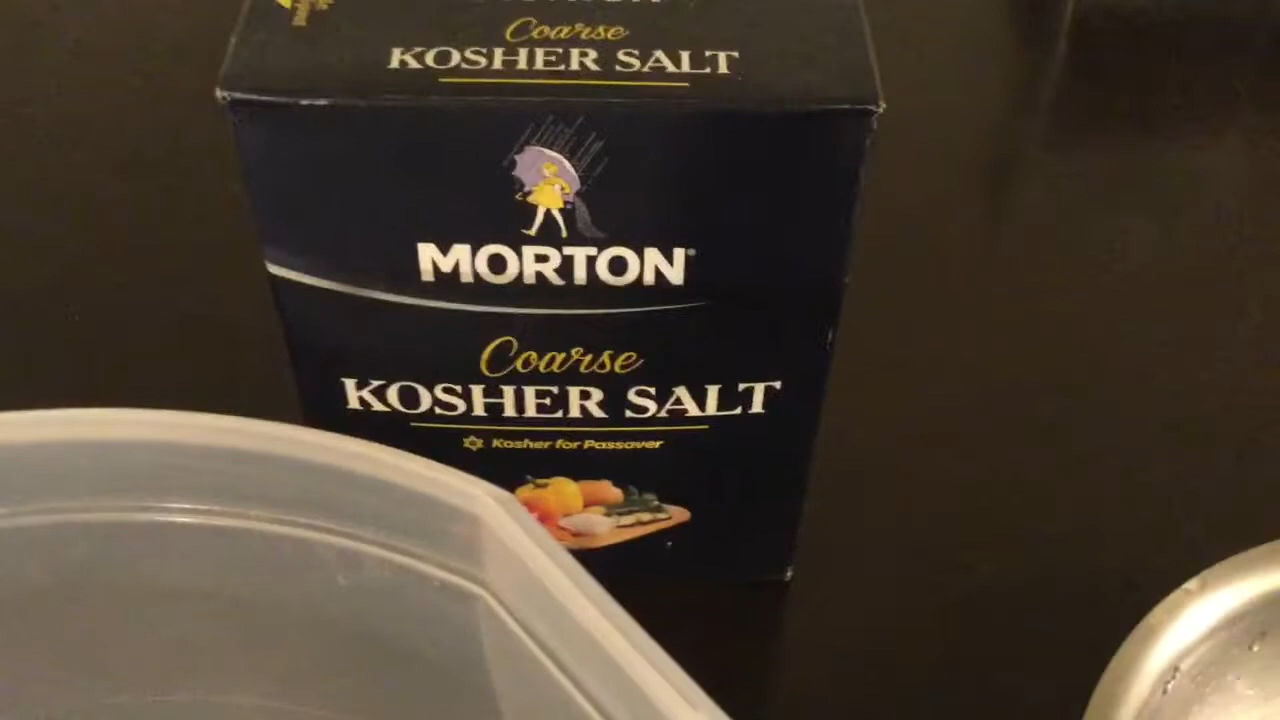 Coarse
KOSHER SALT
MORTON®
Coarse
KOSHER SALT
Kosher for Passover